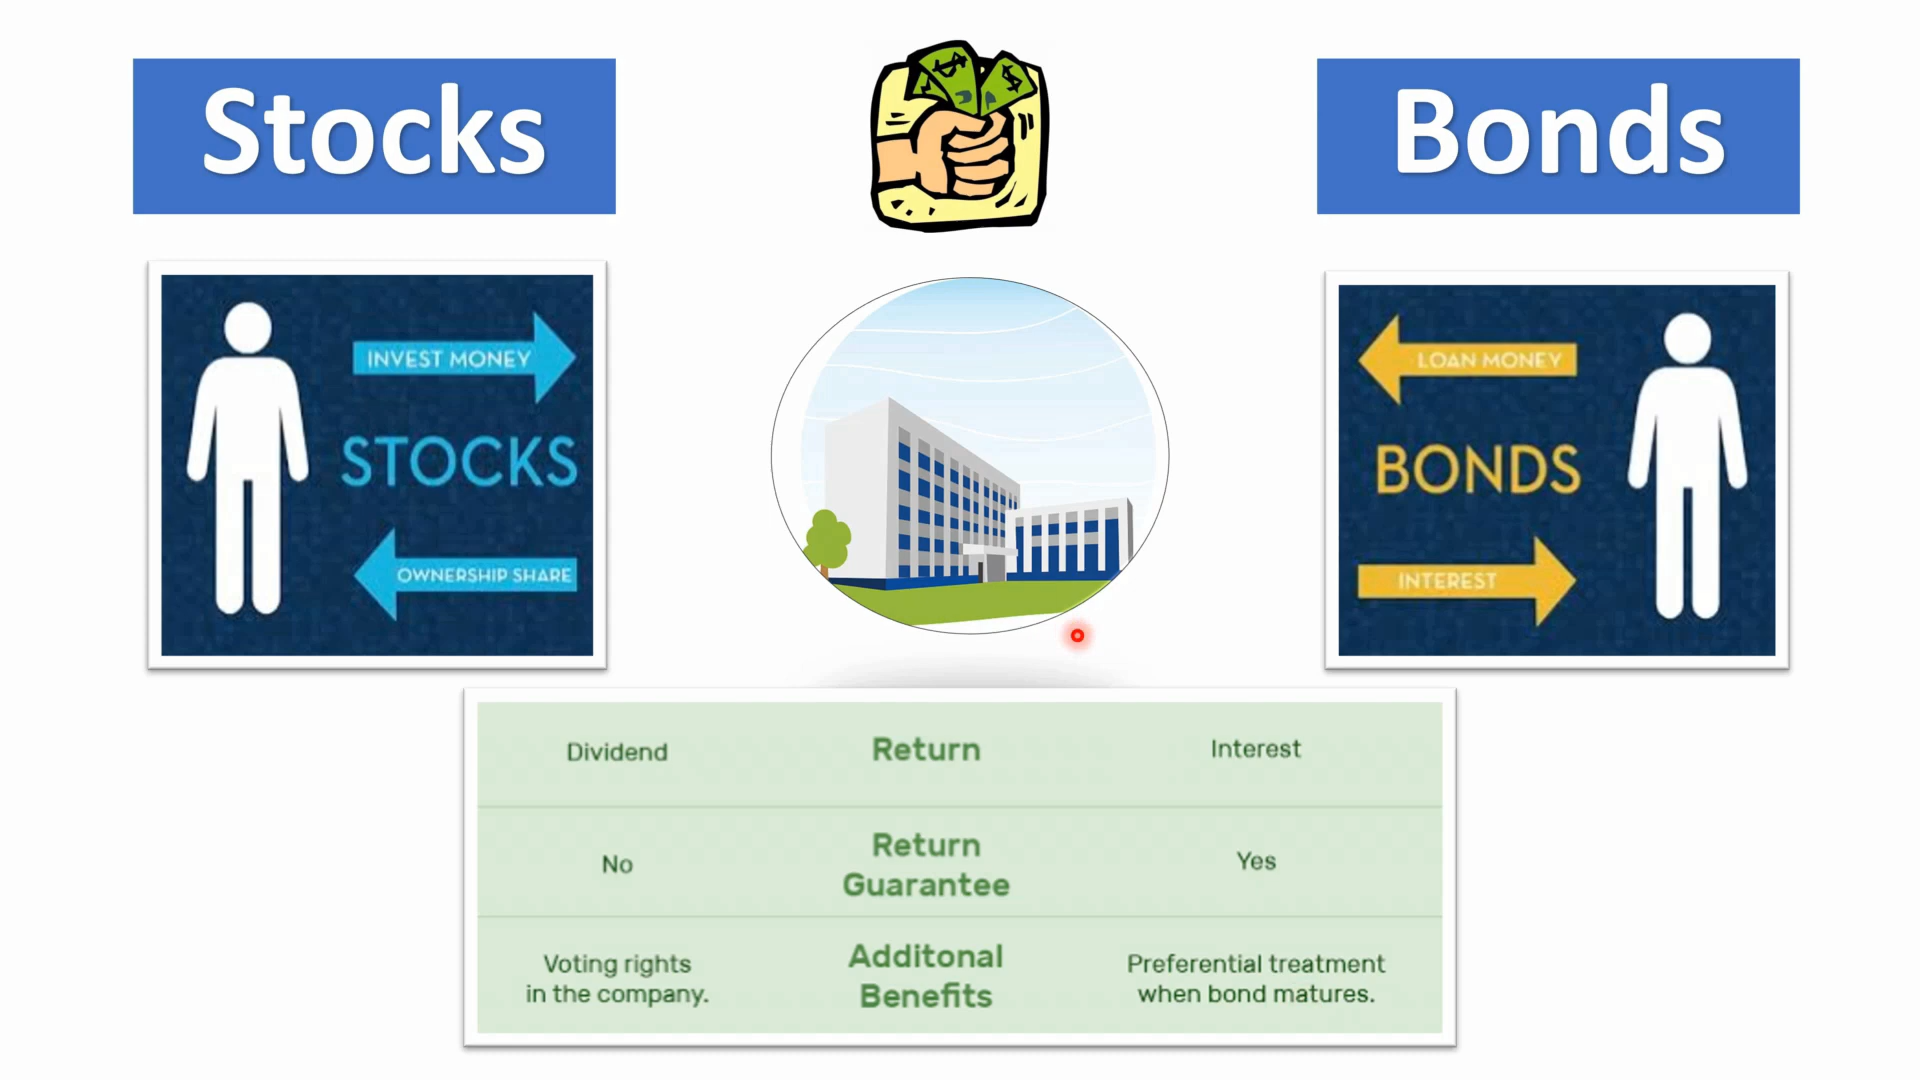 Stocks
Bonds
INVEST MONEY
STOCKS
OWNERSHIP SHARE
LOAN MONEY
BONDS
INTEREST
Dividend
Return
Interest
No
Return
Guarantee
Yes
Voting rights
in the company.
Additonal
Benefits
Preferential treatment
when bond matures.